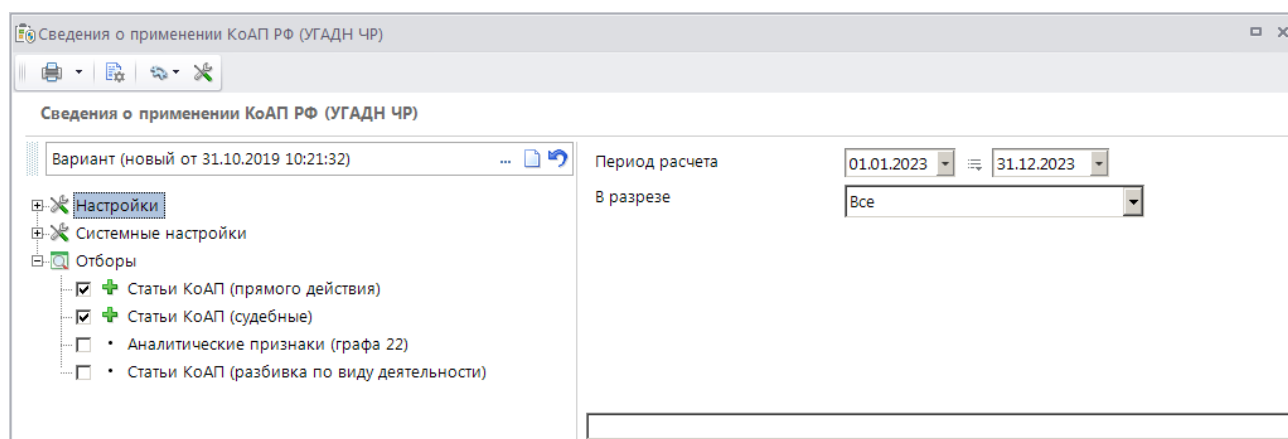 Сведения о применении КоАП РФ (УГАДН ЧР)
Сведения о применении КоАП РФ (УГАДН ЧР)
Вариант (новый от 31.10.2019 10:21:32) ...
Настройки
Системные настройки
Отборы
Статьи КоАП (прямого действия)
Статьи КоАП (судебные)
Аналитические признаки (графа 22)
Статьи КоАП (разбивка по виду деятельности)
Период расчета 01.01.2023 31.12.2023
В разрезе Все